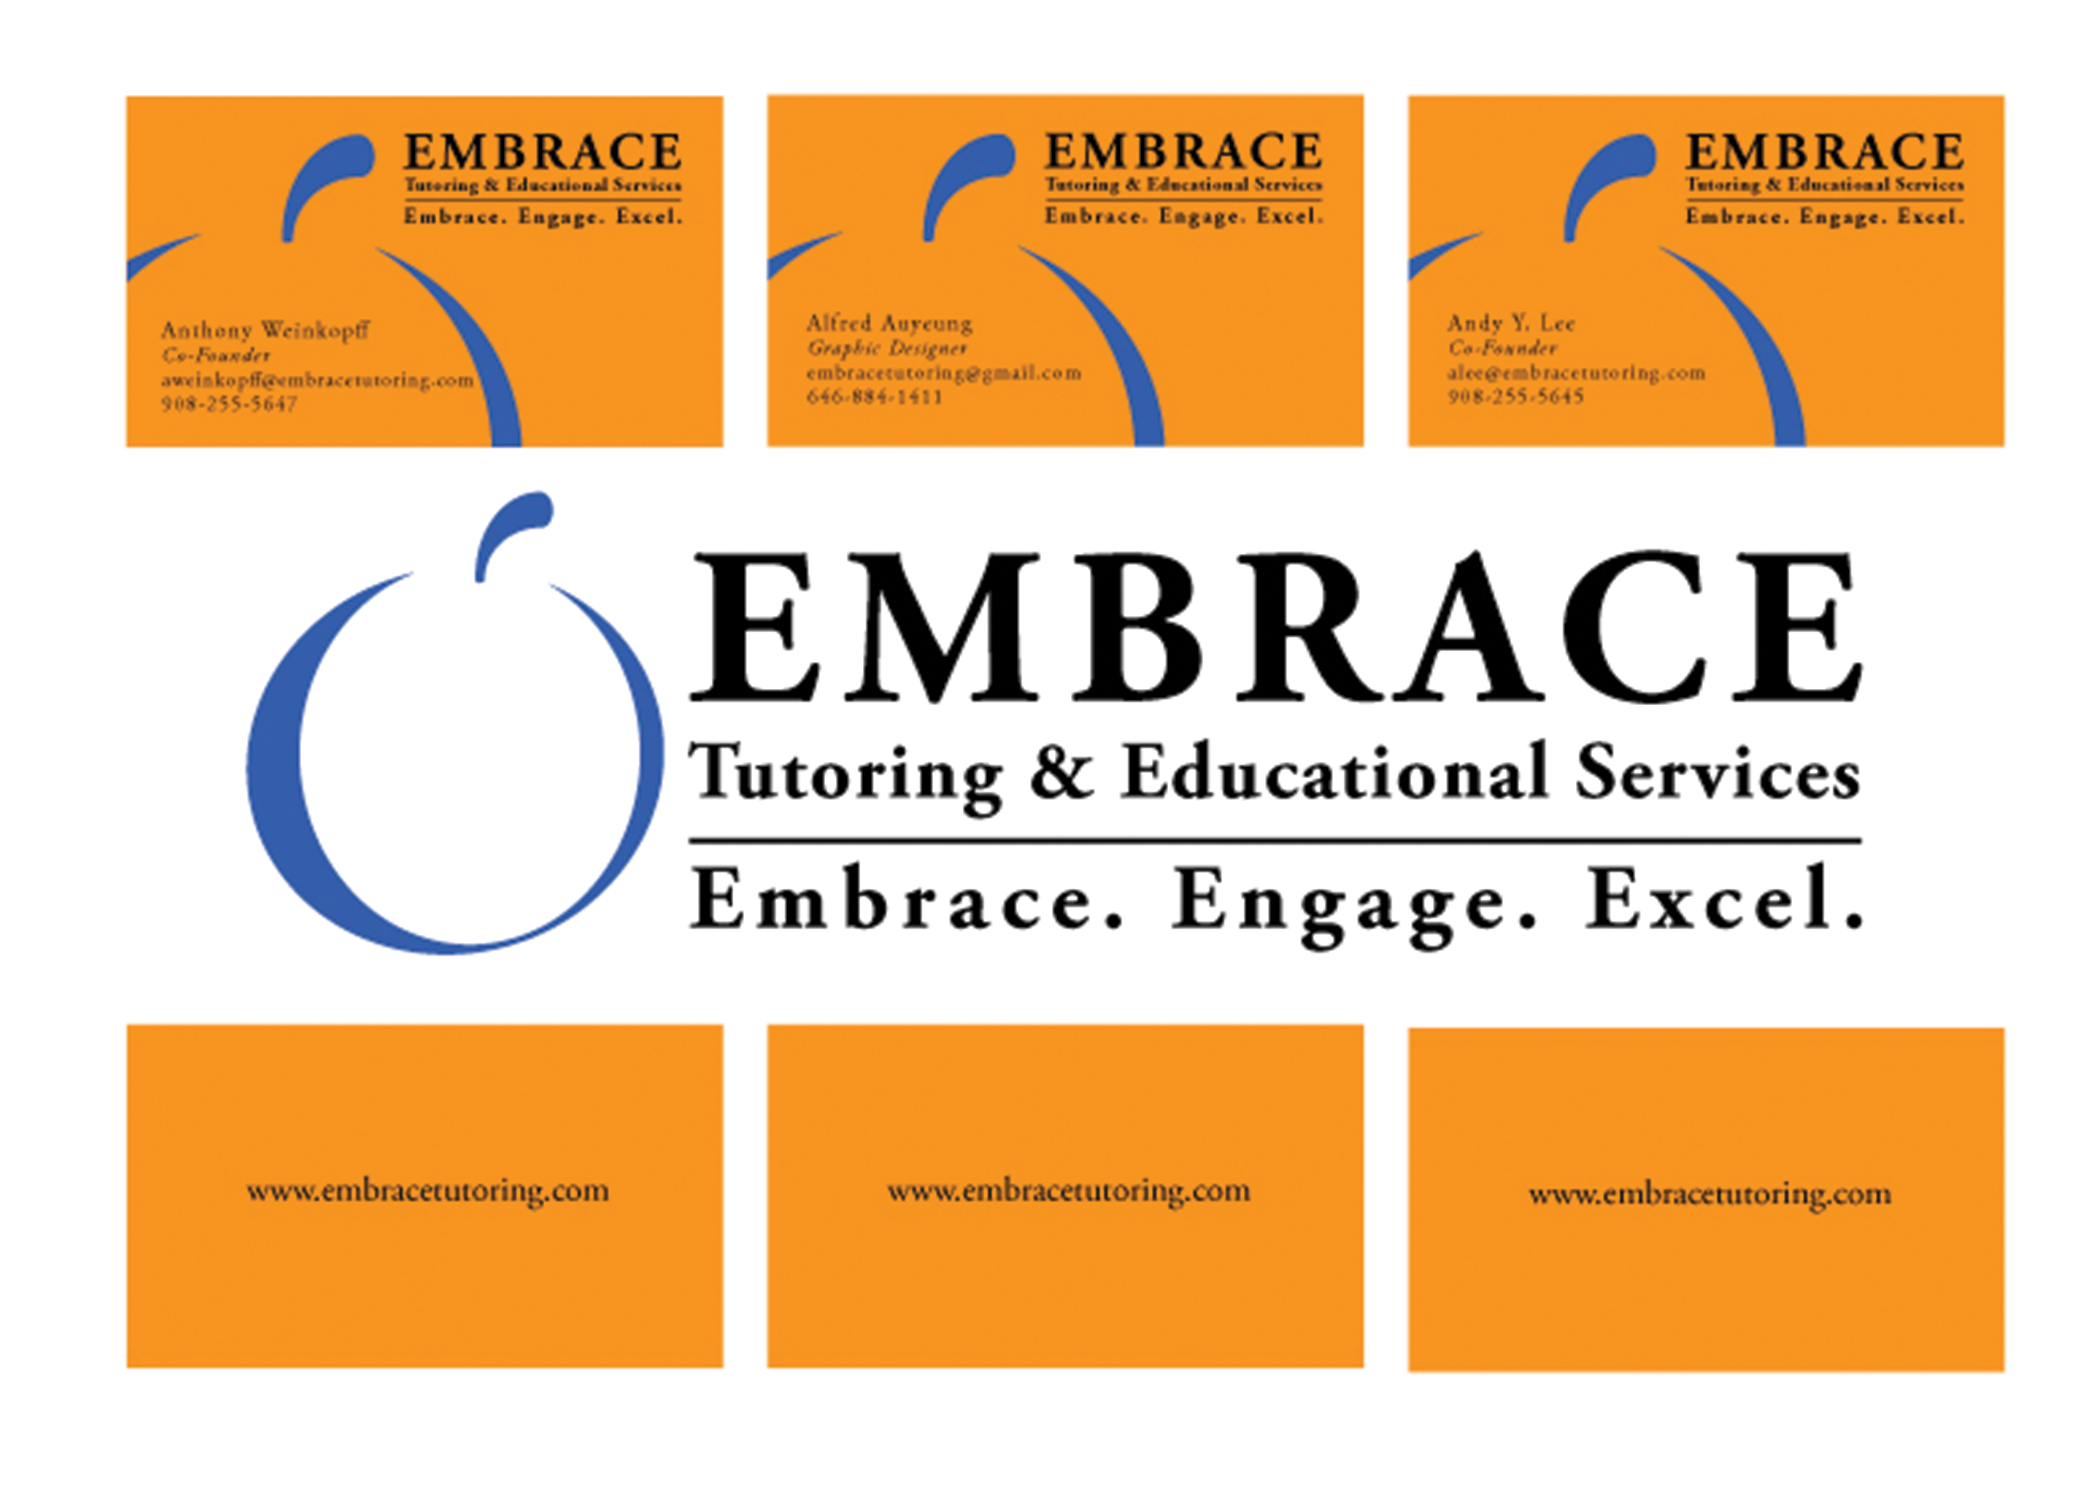 EMBRACE
Tutoring & Educational Services
Embrace. Engage. Excel.
Anthony Weinkopff
Co-Founder
aweinkopff@embracetutoring.com
908-255-5647
EMBRACE
Tutoring & Educational Services
Embrace. Engage. Excel.
Alfred Auyeung
Graphic Designer
embracetutoring@gmail.com
646-884-1411
EMBRACE
Tutoring & Educational Services
Embrace. Engage. Excel.
Andy Y. Lee
Co-Founder
alee@embracetutoring.com
908-255-5645
EMBRACE
Tutoring & Educational Services
Embrace. Engage. Excel.
www.embracetutoring.com
www.embracetutoring.com
www.embracetutoring.com